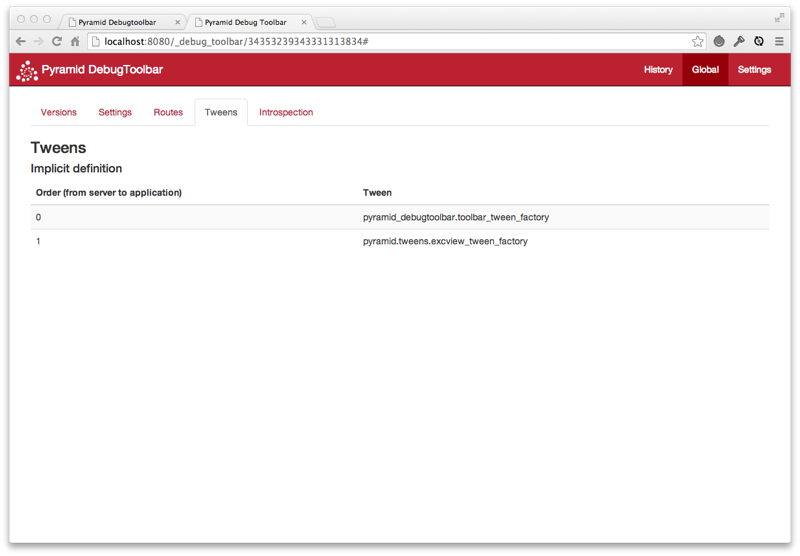 Pyramid Debugtoolbar Pyramid Debug Toolbar
localhost:8080/_debug_toolbar/34353239343331313834#
Pyramid DebugToolbar History Global Settings
Versions Settings Routes Tweens Introspection
Tweens
Implicit definition
Order (from server to application) Tween
0 pyramid_debugtoolbar.toolbar_tween_factory
1 pyramid.tweens.excview_tween_factory